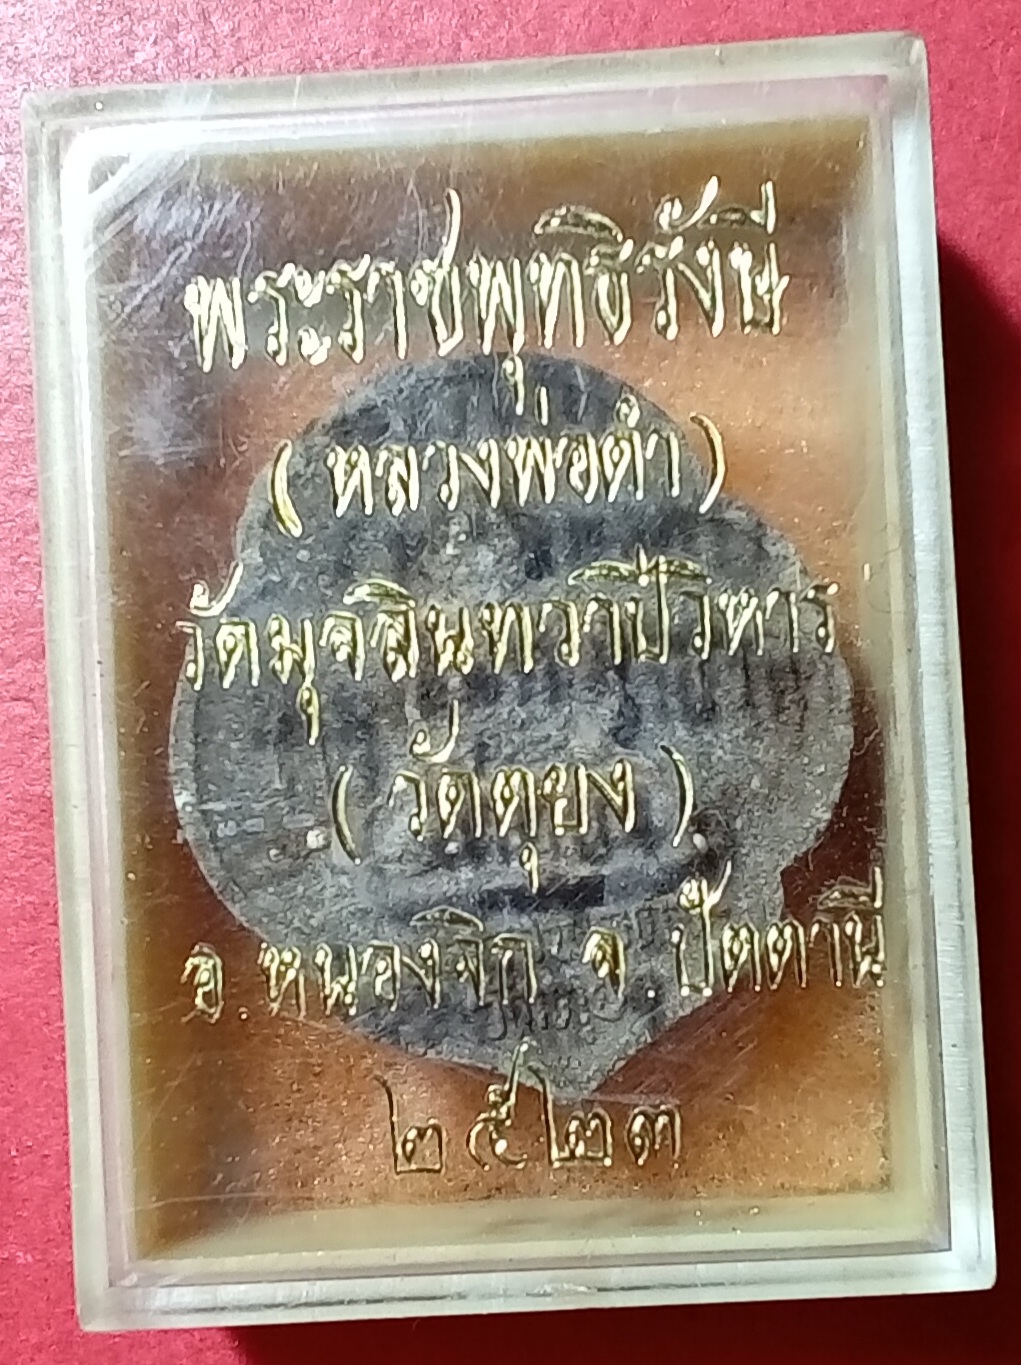 พระราชพุทธิรังษี
(หลวงพ่อดำ)
วัดมุจลินทวาปีวิหาร
(วัดตุยง)
อ.หนองจิก จ.ปัตตานี
๒๕๒๓